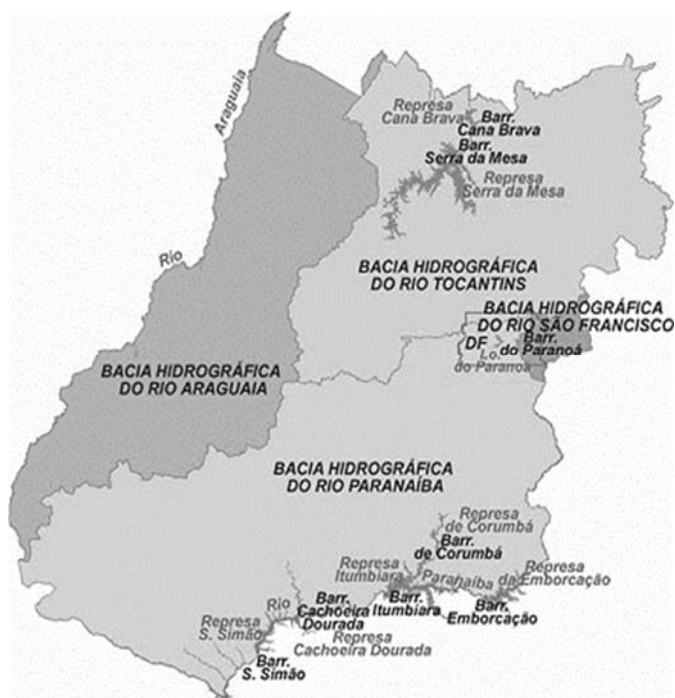 Araguaia
Rio
Represa
Cana Brava
Barr.
Cana Brava
Barr.
Serra da Mesa
Represa
Serra da Mesa
BACIA HIDROGRÁFICA
DO RIO TOCANTINS
BACIA HIDROGRÁFICA
DO RIO SÃO FRANCISCO
DF
Barr.
do Paranoá
Lo.
do Paranoá
BACIA HIDROGRÁFICA
DO RIO ARAGUAIA
BACIA HIDROGRÁFICA
DO RIO PARANAÍBA
Represa
de Corumbá
Barr.
de Corumbá
Represa
Itumbiara
Paranaíba
Represa
da Emborcação
Barr.
Itumbiara
Barr.
Emborcação
Rio
Barr.
Cachoeira
Dourada
Represa
Cachoeira Dourada
Represa
S. Simão
Barr.
S. Simão